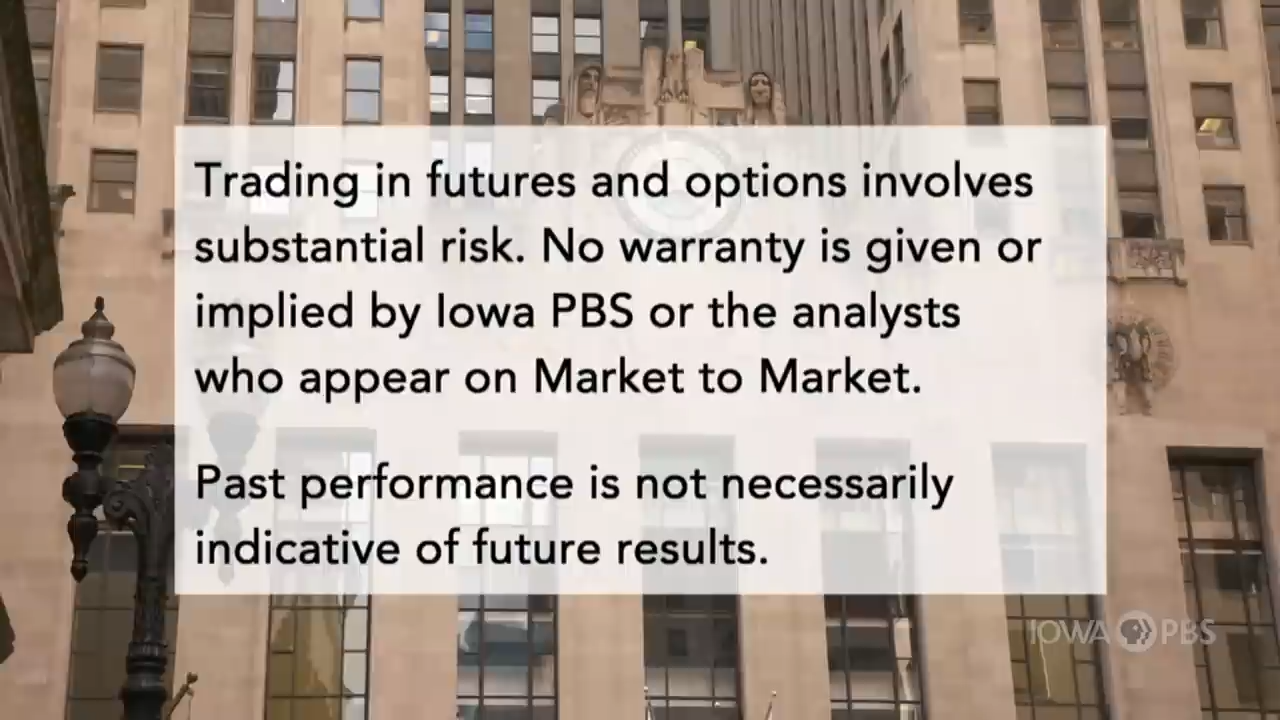 Trading in futures and options involves
substantial risk. No warranty is given or
implied by Iowa PBS or the analysts
who appear on Market to Market.
Past performance is not necessarily
indicative of future results.
IOWA PBS